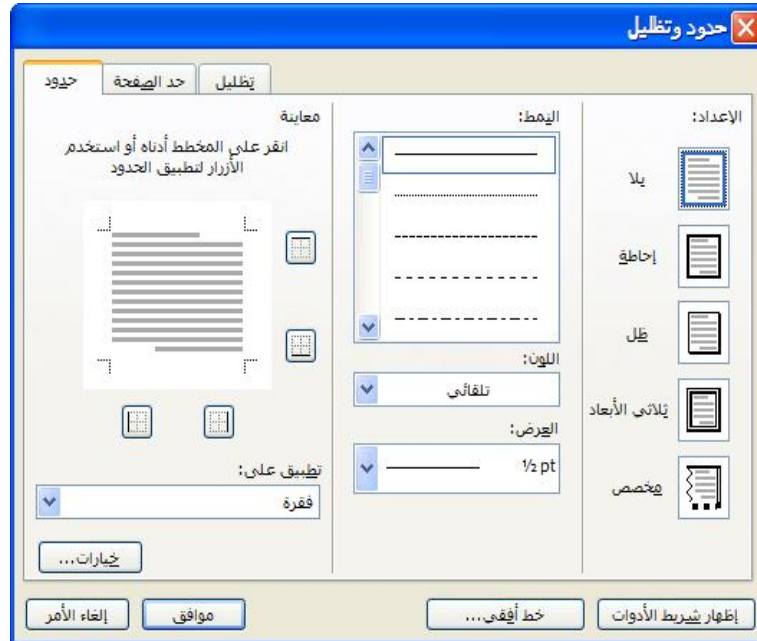 حدود وتظليل
تظليل
حد الصفحة
حدود
الإعداد:
بلا
إحاطة
ظل
ثلاثي الأبعاد
مخصص
النمط:
اللون:
تلقائي
العرض:
½ pt
معاينة
انقر على المخطط أدناه أو استخدم
الأزرار لتطبيق الحدود
تطبيق على:
فقرة
خيارات...
إظهار شريط الأدوات
خط أفقي...
موافق
إلغاء الأمر